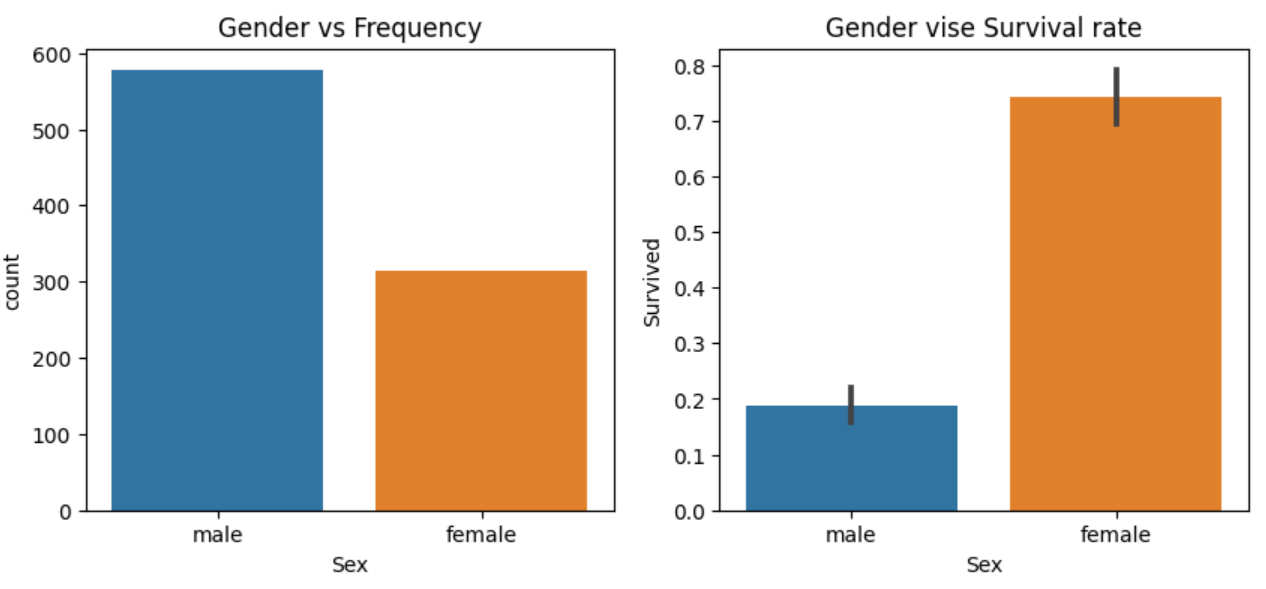 Gender vs Frequency
600
500
400
300
200
100
0
count
male female
Sex
Gender vise Survival rate
0.8
0.7
0.6
0.5
0.4
0.3
0.2
0.1
0.0
Survived
male female
Sex